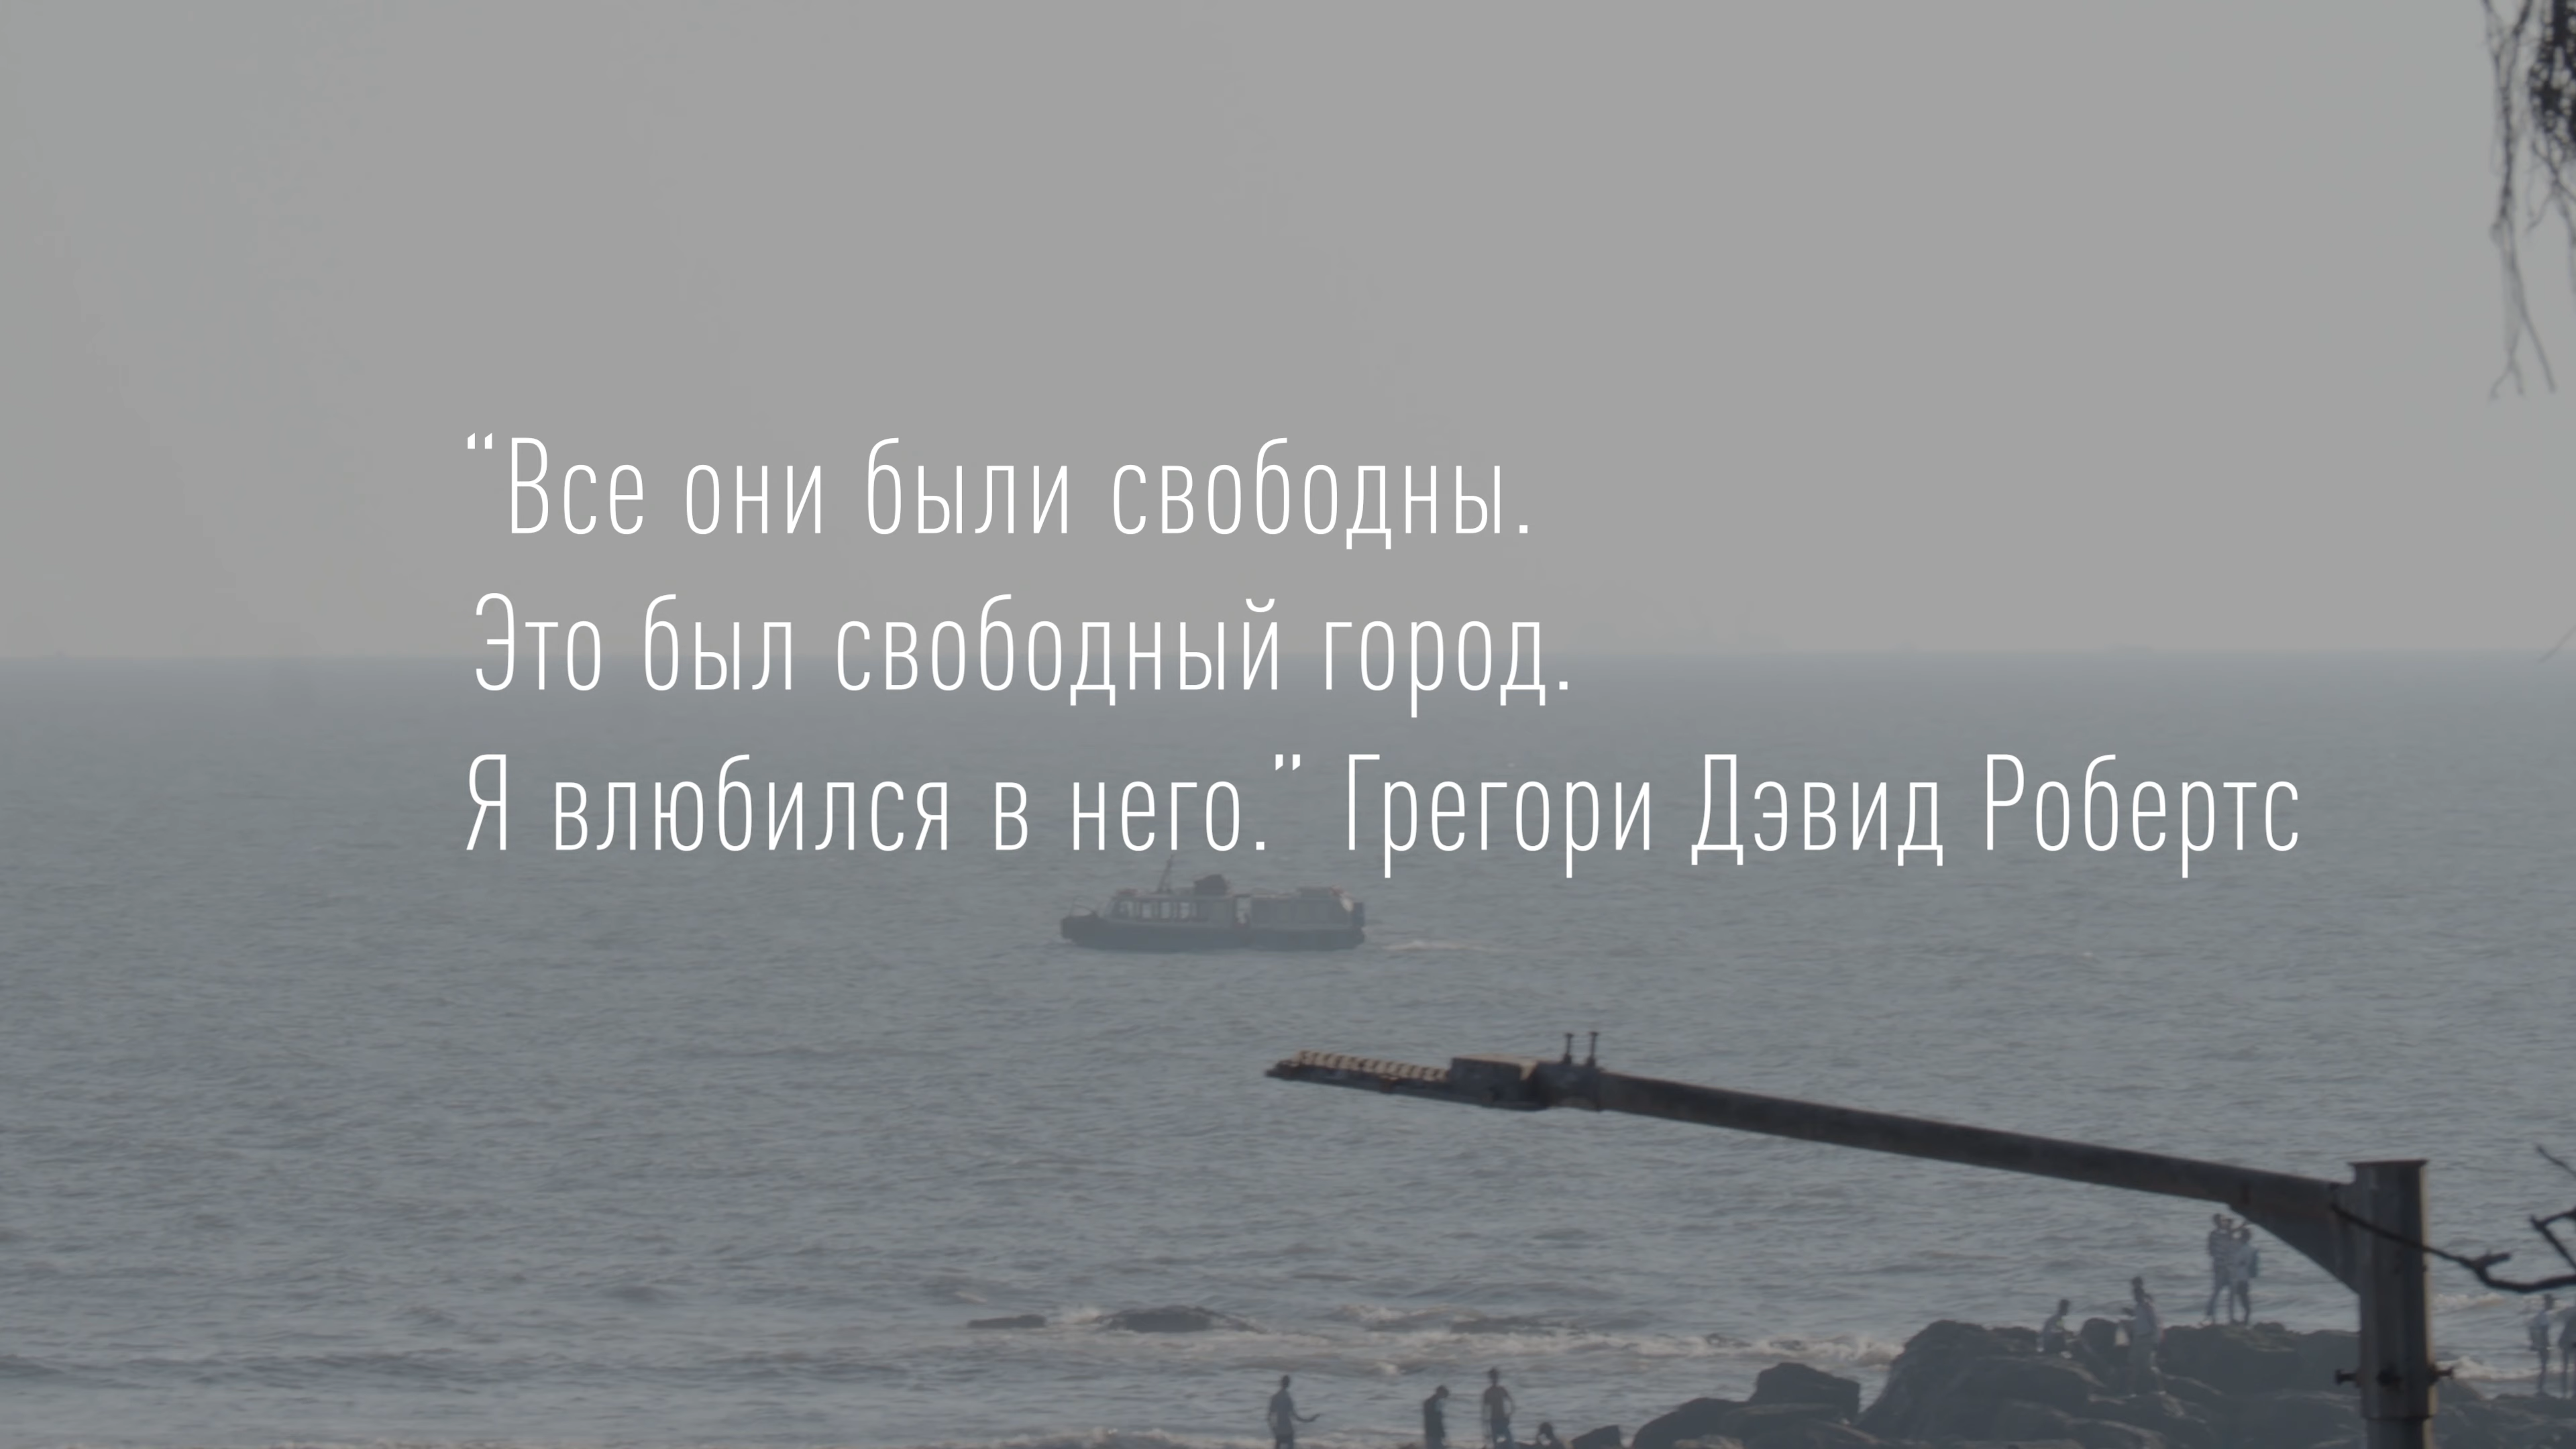 “Все они были свободны.
Это был свободный город.
Я влюбился в него.” Грегори Дэвид Робертс